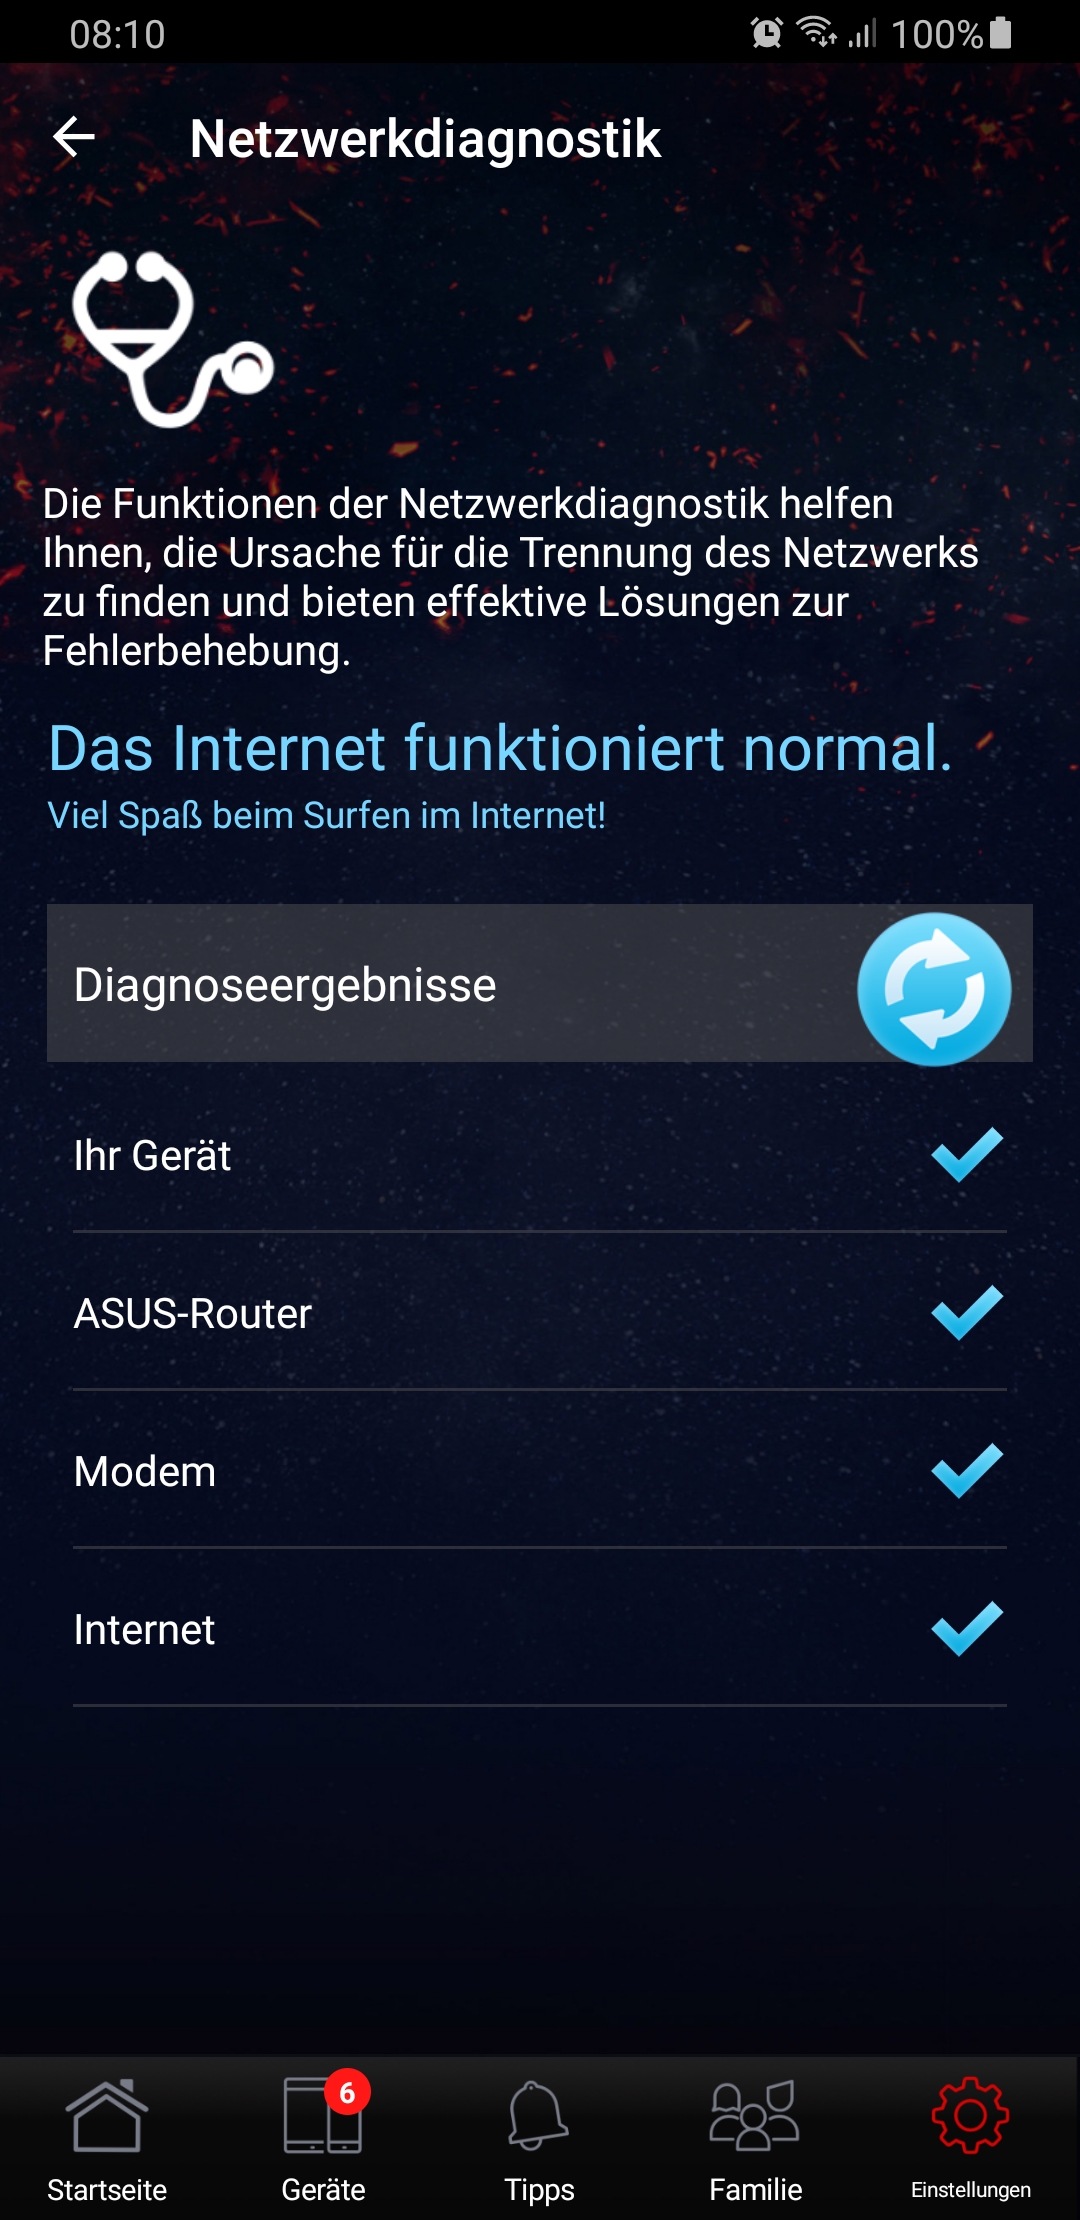 08:10
100%
Netzwerkdiagnostik
Die Funktionen der Netzwerkdiagnostik helfen
Ihnen, die Ursache für die Trennung des Netzwerks
zu finden und bieten effektive Lösungen zur
Fehlerbehebung.
Das Internet funktioniert normal.
Viel Spaß beim Surfen im Internet!
Diagnoseergebnisse
Ihr Gerät
ASUS-Router
Modem
Internet
6
Startseite
Geräte
Tipps
Familie
Einstellungen